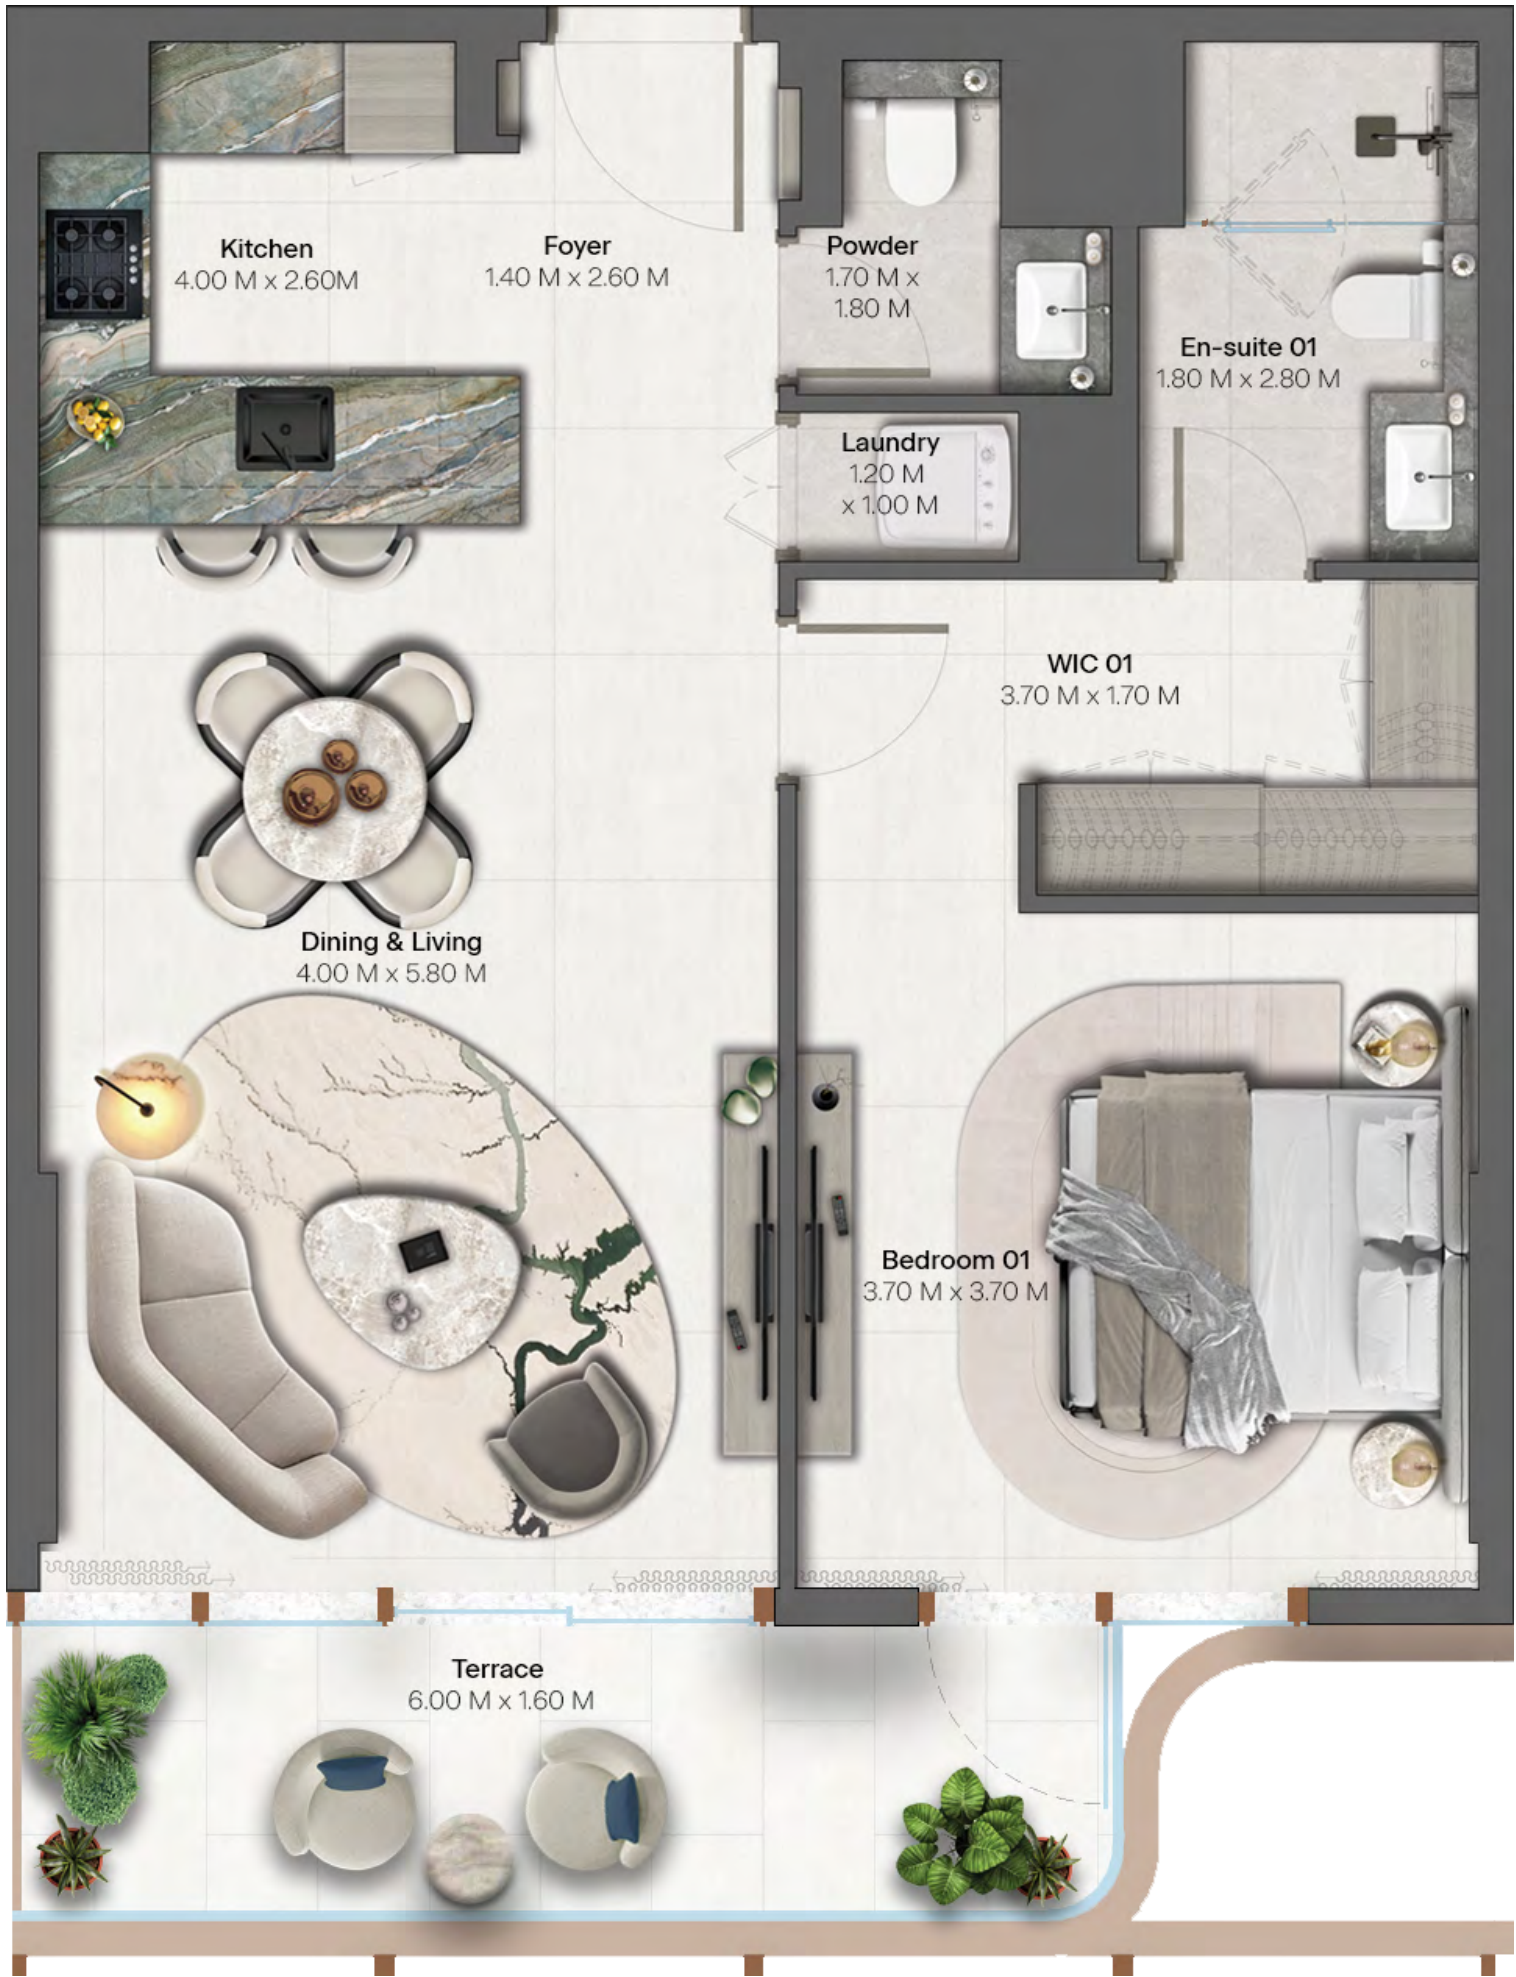 Kitchen
4.00 M x 2.60M
Foyer
1.40 M x 2.60 M
Powder
1.70 M x
1.80 M
En-suite 01
1.80 M x 2.80 M
Laundry
1.20 M
x 1.00 M
WIC 01
3.70 M x 1.70 M
Dining & Living
4.00 M x 5.80 M
Bedroom 01
3.70 M x 3.70 M
Terrace
6.00 M x 1.60 M